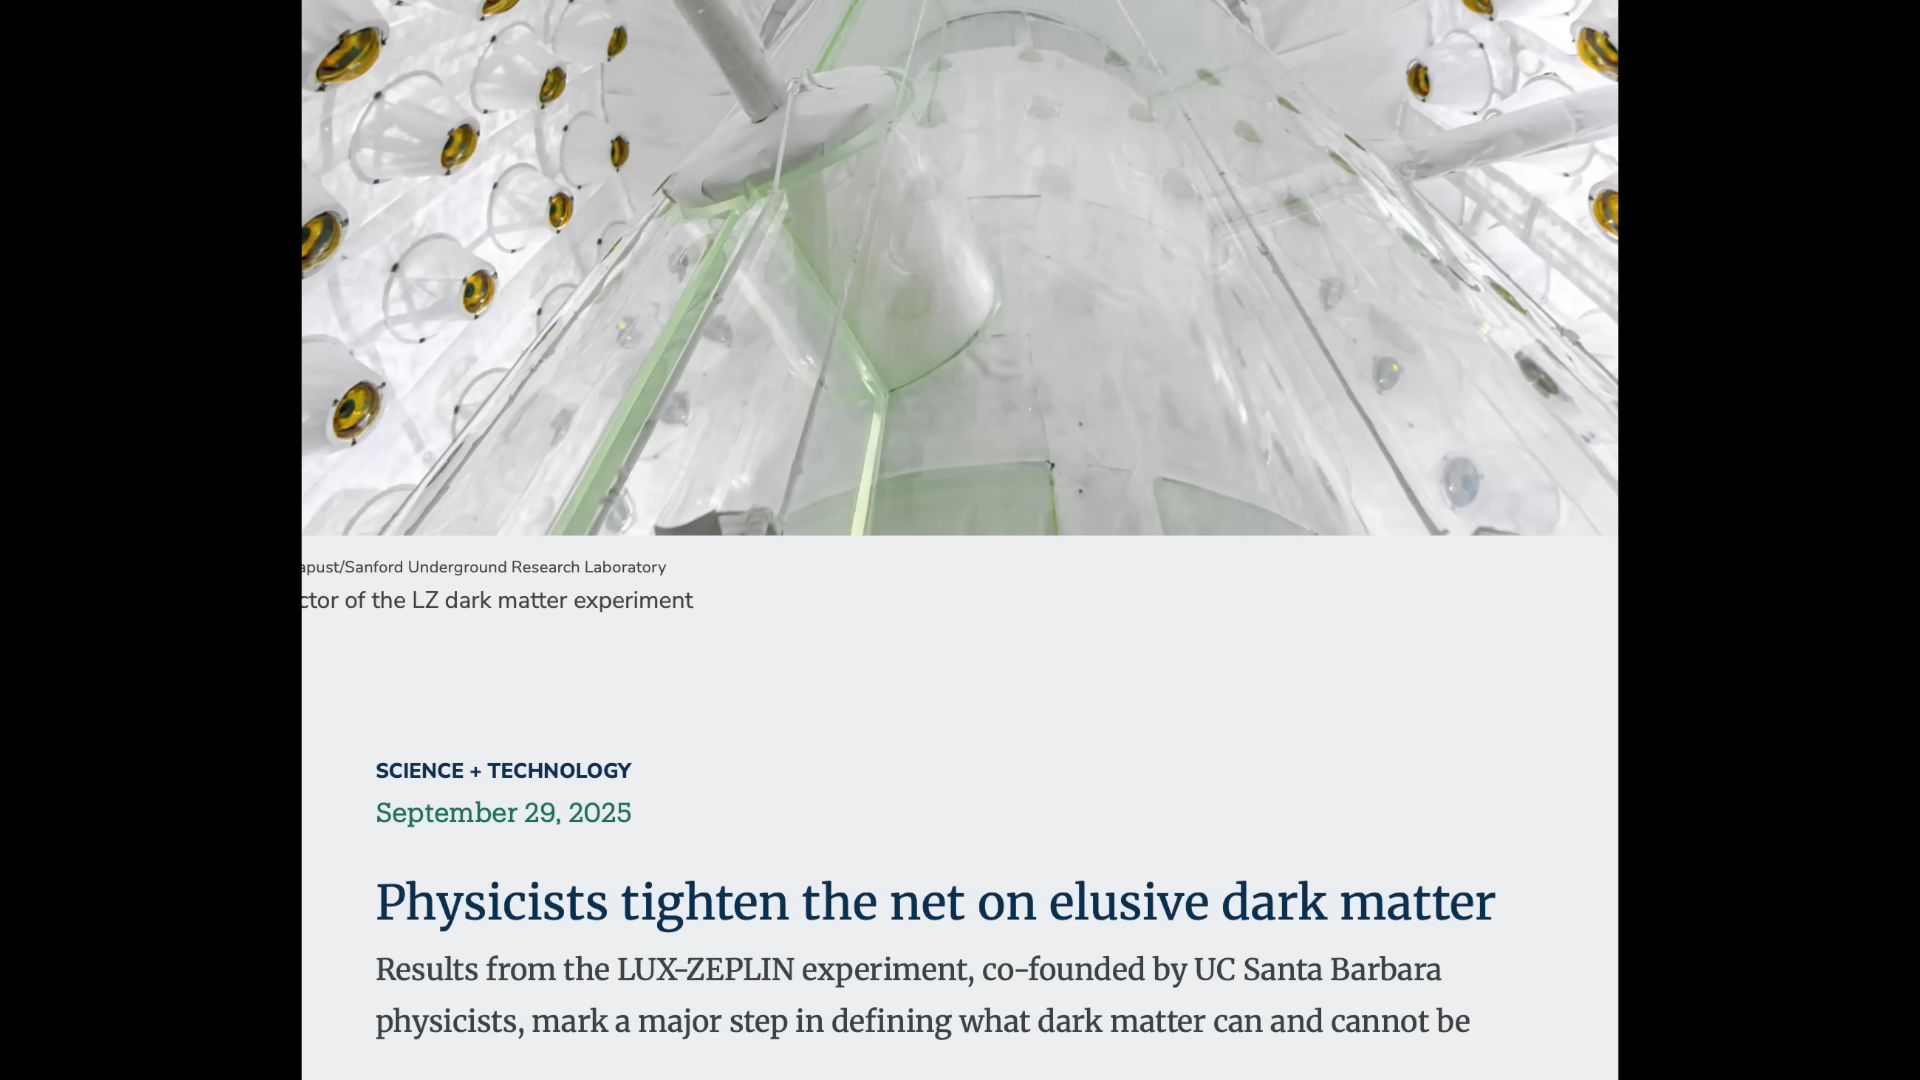 apust/Sanford Underground Research Laboratory
ctor of the LZ dark matter experiment
SCIENCE + TECHNOLOGY
September 29, 2025
Physicists tighten the net on elusive dark matter
Results from the LUX-ZEPLIN experiment, co-founded by UC Santa Barbara
physicists, mark a major step in defining what dark matter can and cannot be